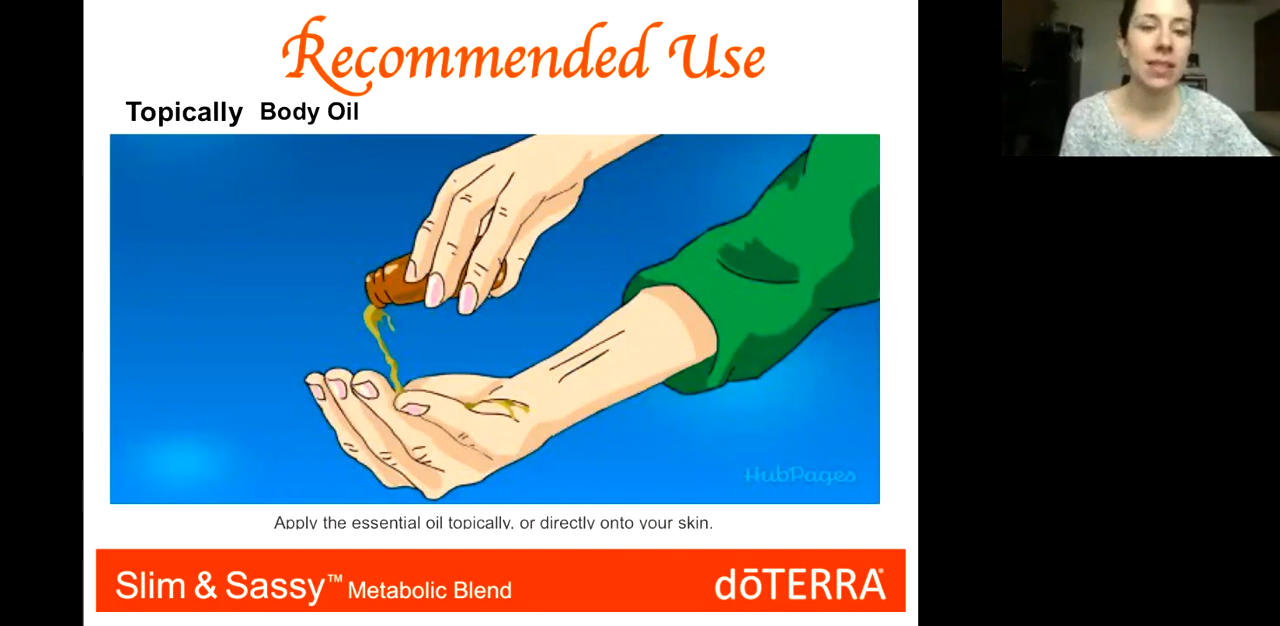 Recommended Use
Topically Body Oil
HubPages
Apply the essential oil topically, or directly onto your skin.
Slim & Sassy™ Metabolic Blend
dōTERRA®